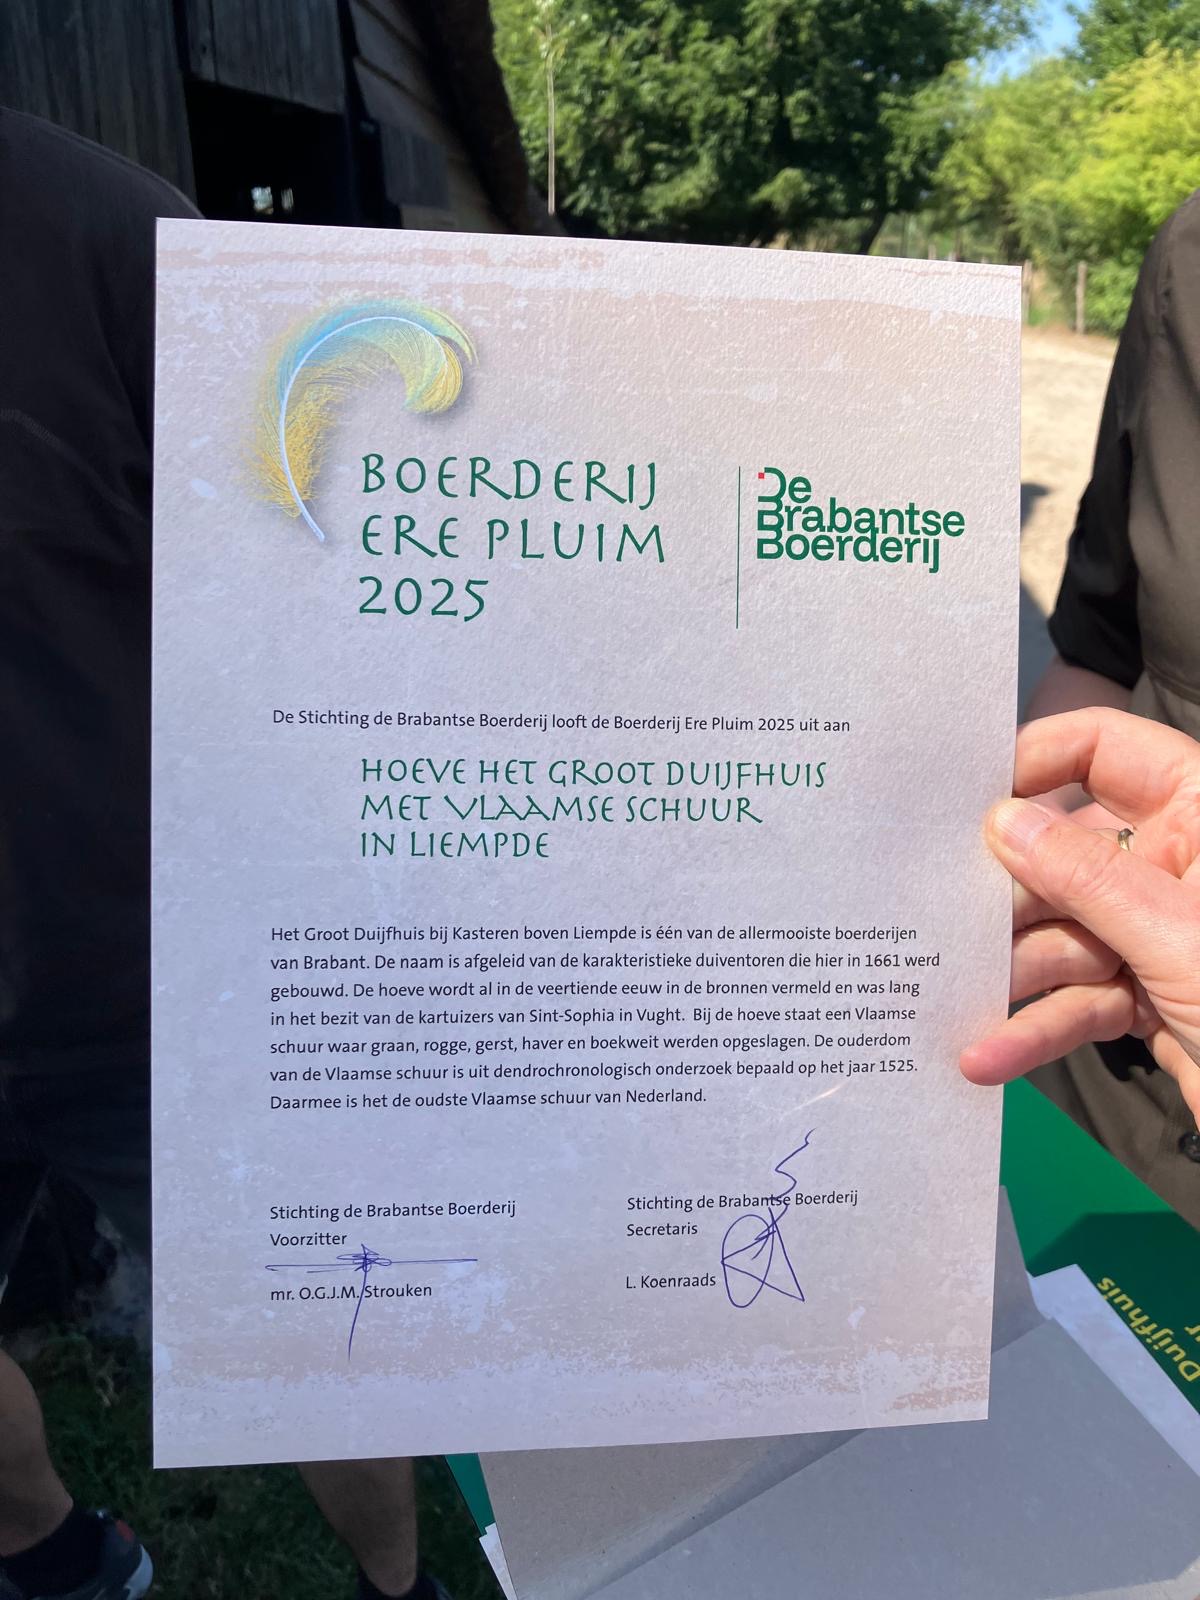 BOERDERIJ
ERE PLUIM
2025
De
Brabantse
Boerderij
De Stichting de Brabantse Boerderij looft de Boerderij Ere Pluim 2025 uit aan
HOEVE HET GROOT DUIJFHUIS
MET VLAAMSE SCHUUR
IN LIEMPDE
Het Groot Duijfhuis bij Kasteren boven Liempde is één van de allermooiste boerderijen
van Brabant. De naam is afgeleid van de karakteristieke duiventoren die hier in 1661 werd
gebouwd. De hoeve wordt al in de veertiende eeuw in de bronnen vermeld en was lang
in het bezit van de kartuizers van Sint-Sophia in Vught. Bij de hoeve staat een Vlaamse
schuur waar graan, rogge, gerst, haver en boekweit werden opgeslagen. De ouderdom
van de Vlaamse schuur is uit dendrochronologisch onderzoek bepaald op het jaar 1525.
Daarmee is het de oudste Vlaamse schuur van Nederland.
Stichting de Brabantse Boerderij
Voorzitter
mr. O.G.J.M. Strouken
Stichting de Brabantse Boerderij
Secretaris
L. Koenraads
Duijfhuis